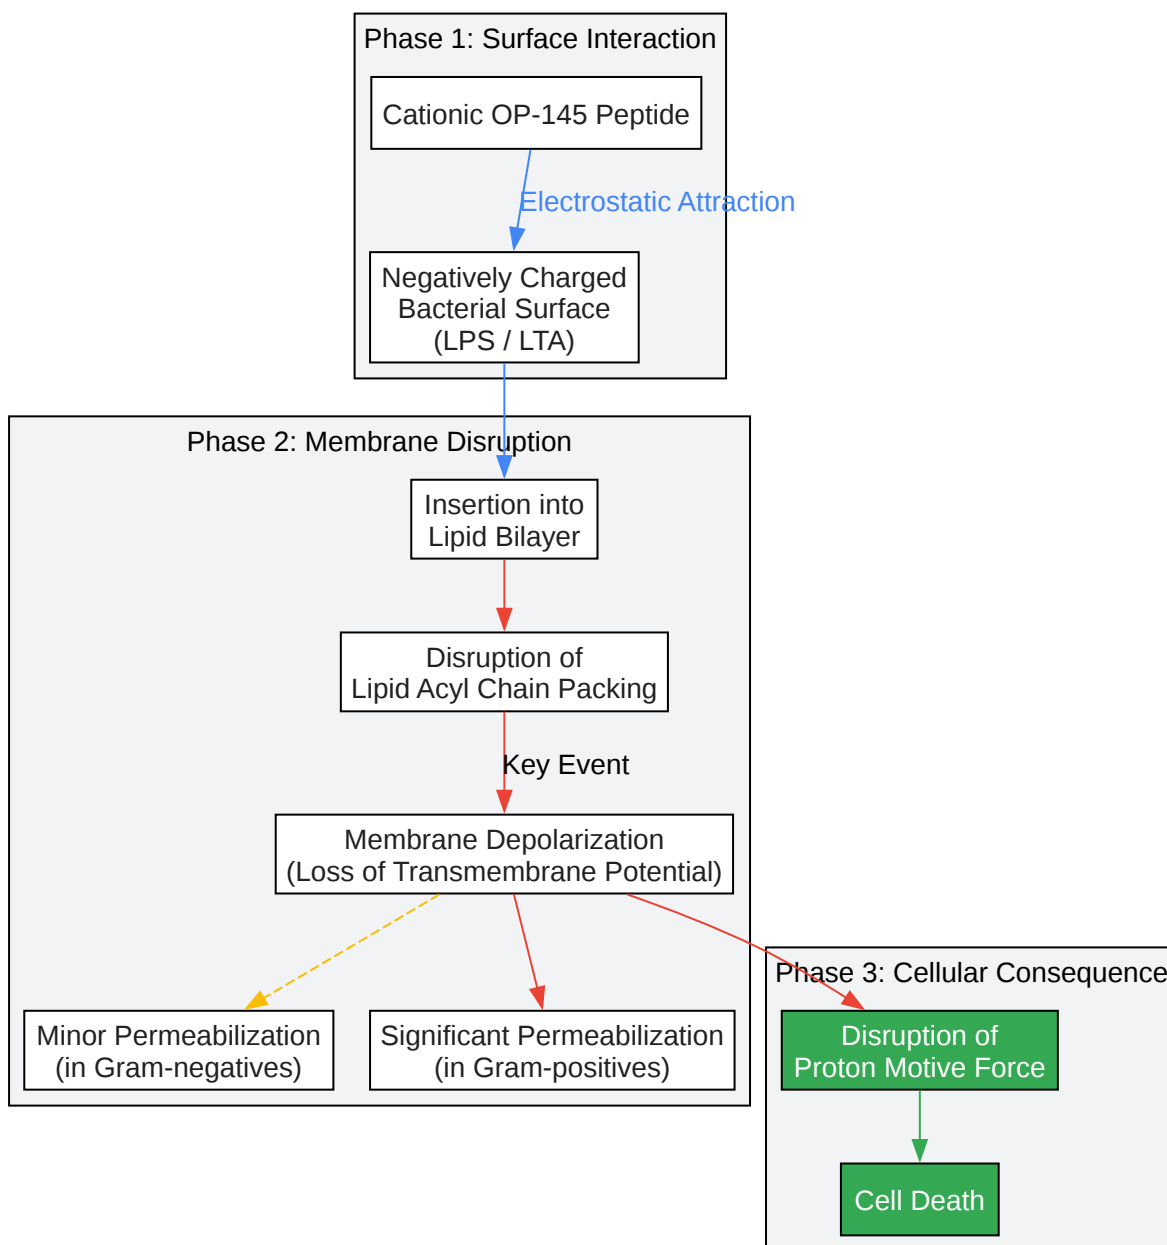 Phase 1: Surface Interaction
Cationic OP-145 Peptide
Electrostatic Attraction
Negatively Charged
Bacterial Surface
(LPS / LTA)
Phase 2: Membrane Disruption
Insertion into
Lipid Bilayer
Disruption of
Lipid Acyl Chain Packing
Key Event
Membrane Depolarization
(Loss of Transmembrane Potential)
Minor Permeabilization
(in Gram-negatives)
Significant Permeabilization
(in Gram-positives)
Phase 3: Cellular Consequence
Disruption of
Proton Motive Force
Cell Death